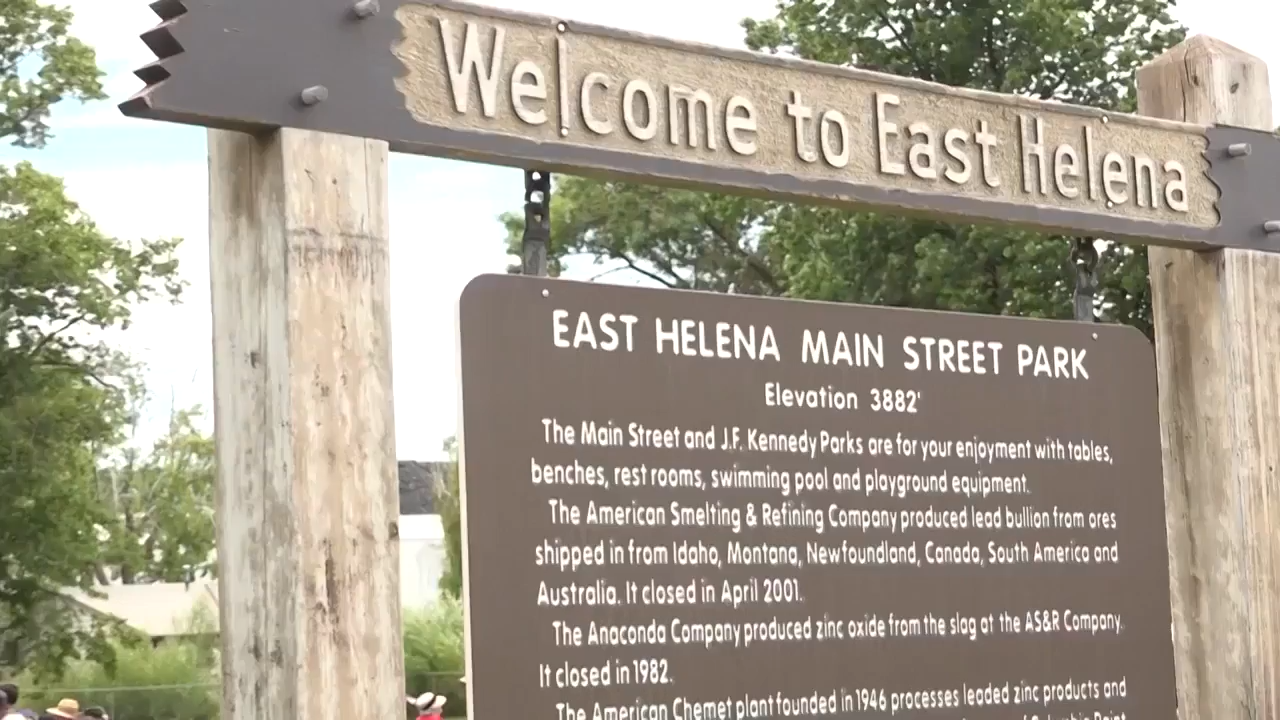 Welcome to East Helena
EAST HELENA MAIN STREET PARK
Elevation 3882'
The Main Street and J.F. Kennedy Parks are for your enjoyment with tables,
benches, rest rooms, swimming pool and playground equipment.
The American Smelting & Refining Company produced lead bullion from ores
shipped in from Idaho, Montana, Newfoundland, Canada, South America and
Australia. It closed in April 2001.
The Anaconda Company produced zinc oxide from the slag at the AS&R Company.
It closed in 1982.
The American Chemet plant founded in 1946 processes leaded zinc products and
of Columbia Paint